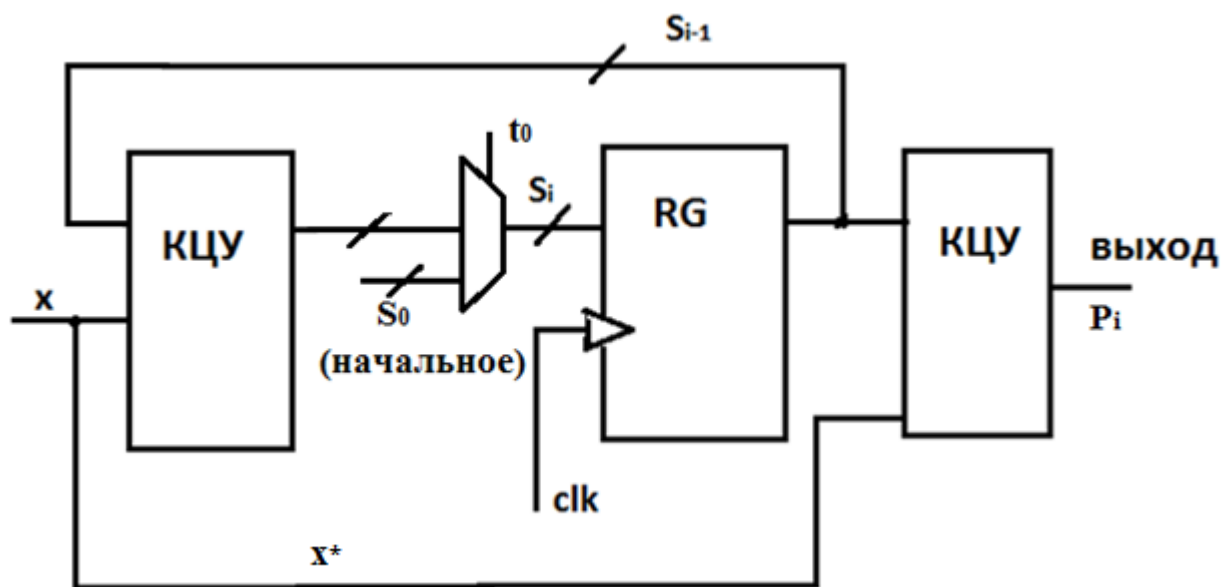 Si-1
t0
Si
RG
КЦУ
КЦУ
выход
x
S0
Pi
(начальное)
clk
x*